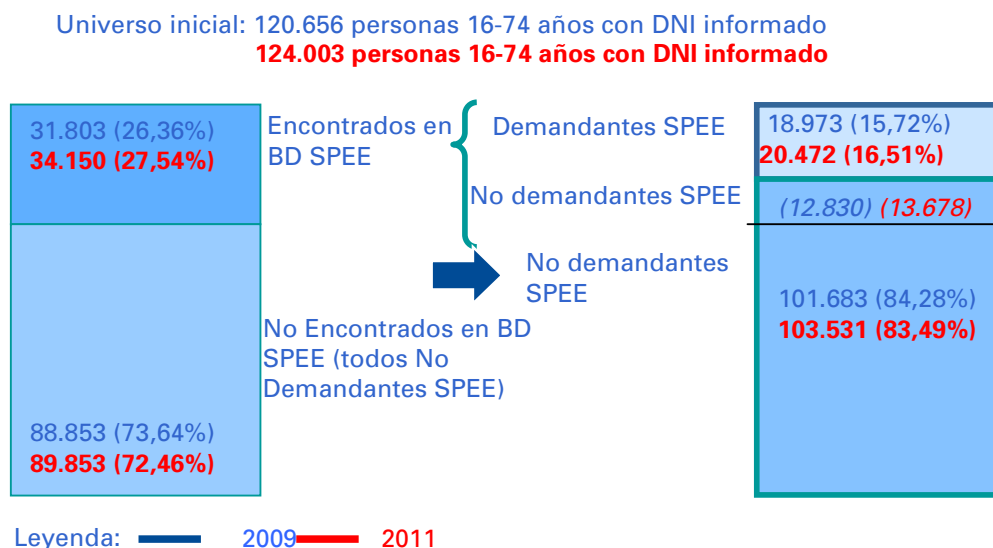 Universo inicial: 120.656 personas 16-74 años con DNI informado
124.003 personas 16-74 años con DNI informado
31.803 (26,36%)
34.150 (27,54%)
Encontrados en
BD SPEE
Demandantes SPEE
18.973 (15,72%)
20.472 (16,51%)
No demandantes SPEE
(12.830) (13.678)
No demandantes
SPEE
101.683 (84,28%)
103.531 (83,49%)
No Encontrados en BD
SPEE (todos No
Demandantes SPEE)
88.853 (73,64%)
89.853 (72,46%)
Leyenda: 2009 2011